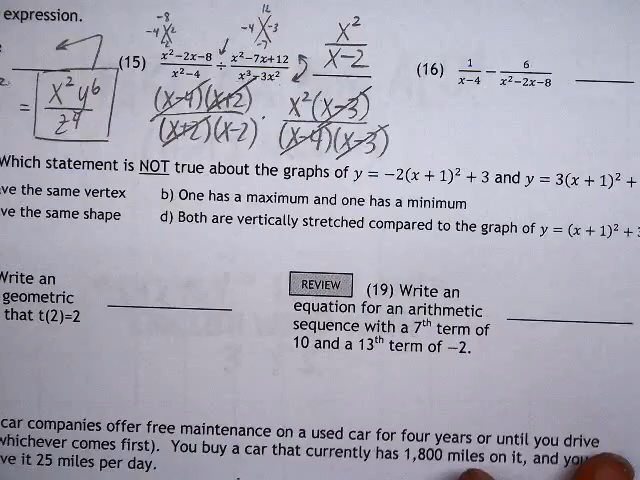 expression.
-8
-4 2
12
-4 -3
-7
x²
x-2
(15) x²−2x−8 / x²−4 ÷ x²−7x+12 / x³−3x²
(16) 1/x−4 − 6/x²−2x−8
= x²y⁶ / z⁴
(x-4)(x+2) / (x+2)(x-2) · x²(x-3) / (x-4)(x-3)
Which statement is NOT true about the graphs of y = −2(x + 1)² + 3 and y = 3(x + 1)² +
ve the same vertex b) One has a maximum and one has a minimum
ve the same shape d) Both are vertically stretched compared to the graph of y = (x + 1)² +
Write an
geometric
that t(2)=2
REVIEW (19) Write an
equation for an arithmetic
sequence with a 7th term of
10 and a 13th term of −2.
car companies offer free maintenance on a used car for four years or until you drive
whichever comes first). You buy a car that currently has 1,800 miles on it, and you
ve it 25 miles per day.